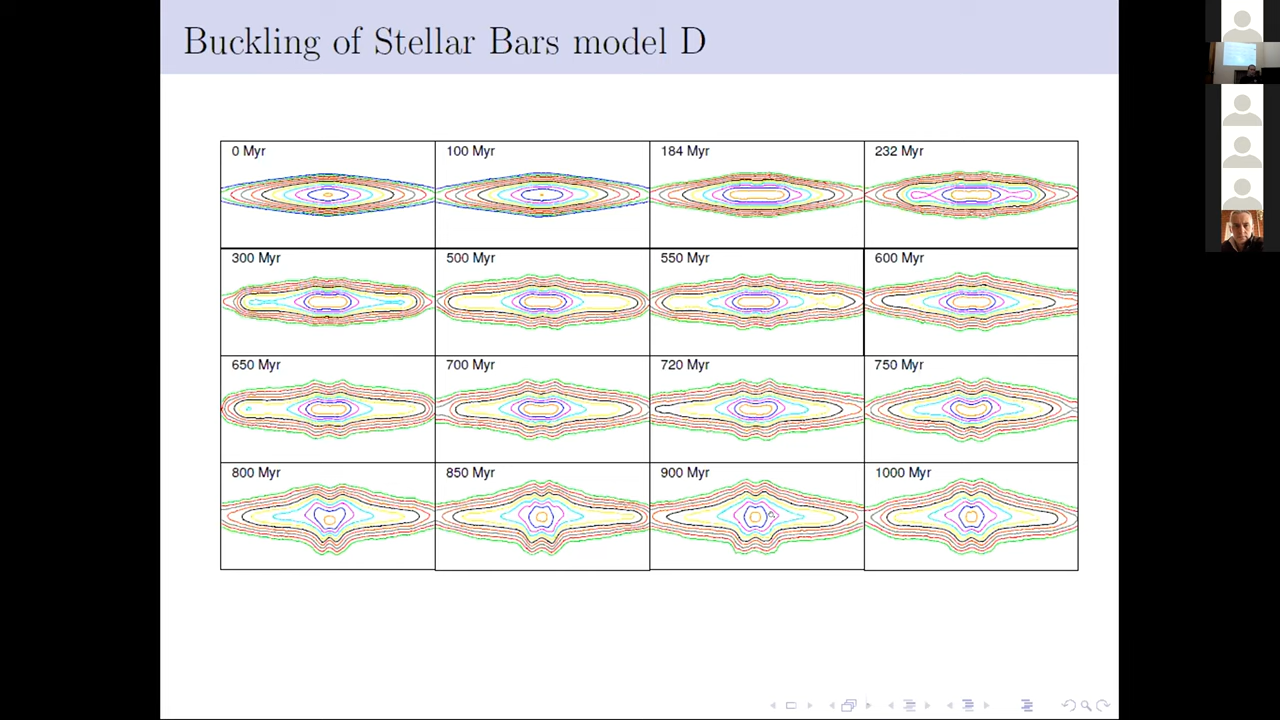 Buckling of Stellar Bars model D
0 Myr 100 Myr 184 Myr 232 Myr
300 Myr 500 Myr 550 Myr 600 Myr
650 Myr 700 Myr 720 Myr 750 Myr
800 Myr 850 Myr 900 Myr 1000 Myr